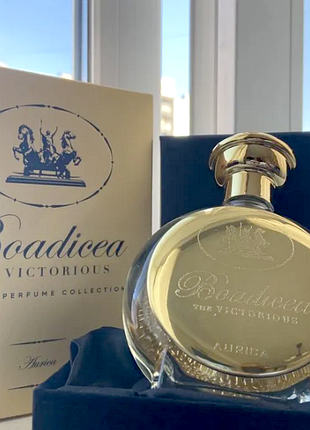 Boadicea
VICTORIOUS
PERFUME COLLECTION
Aurica
Boadicea
THE VICTORIOUS
AURICA